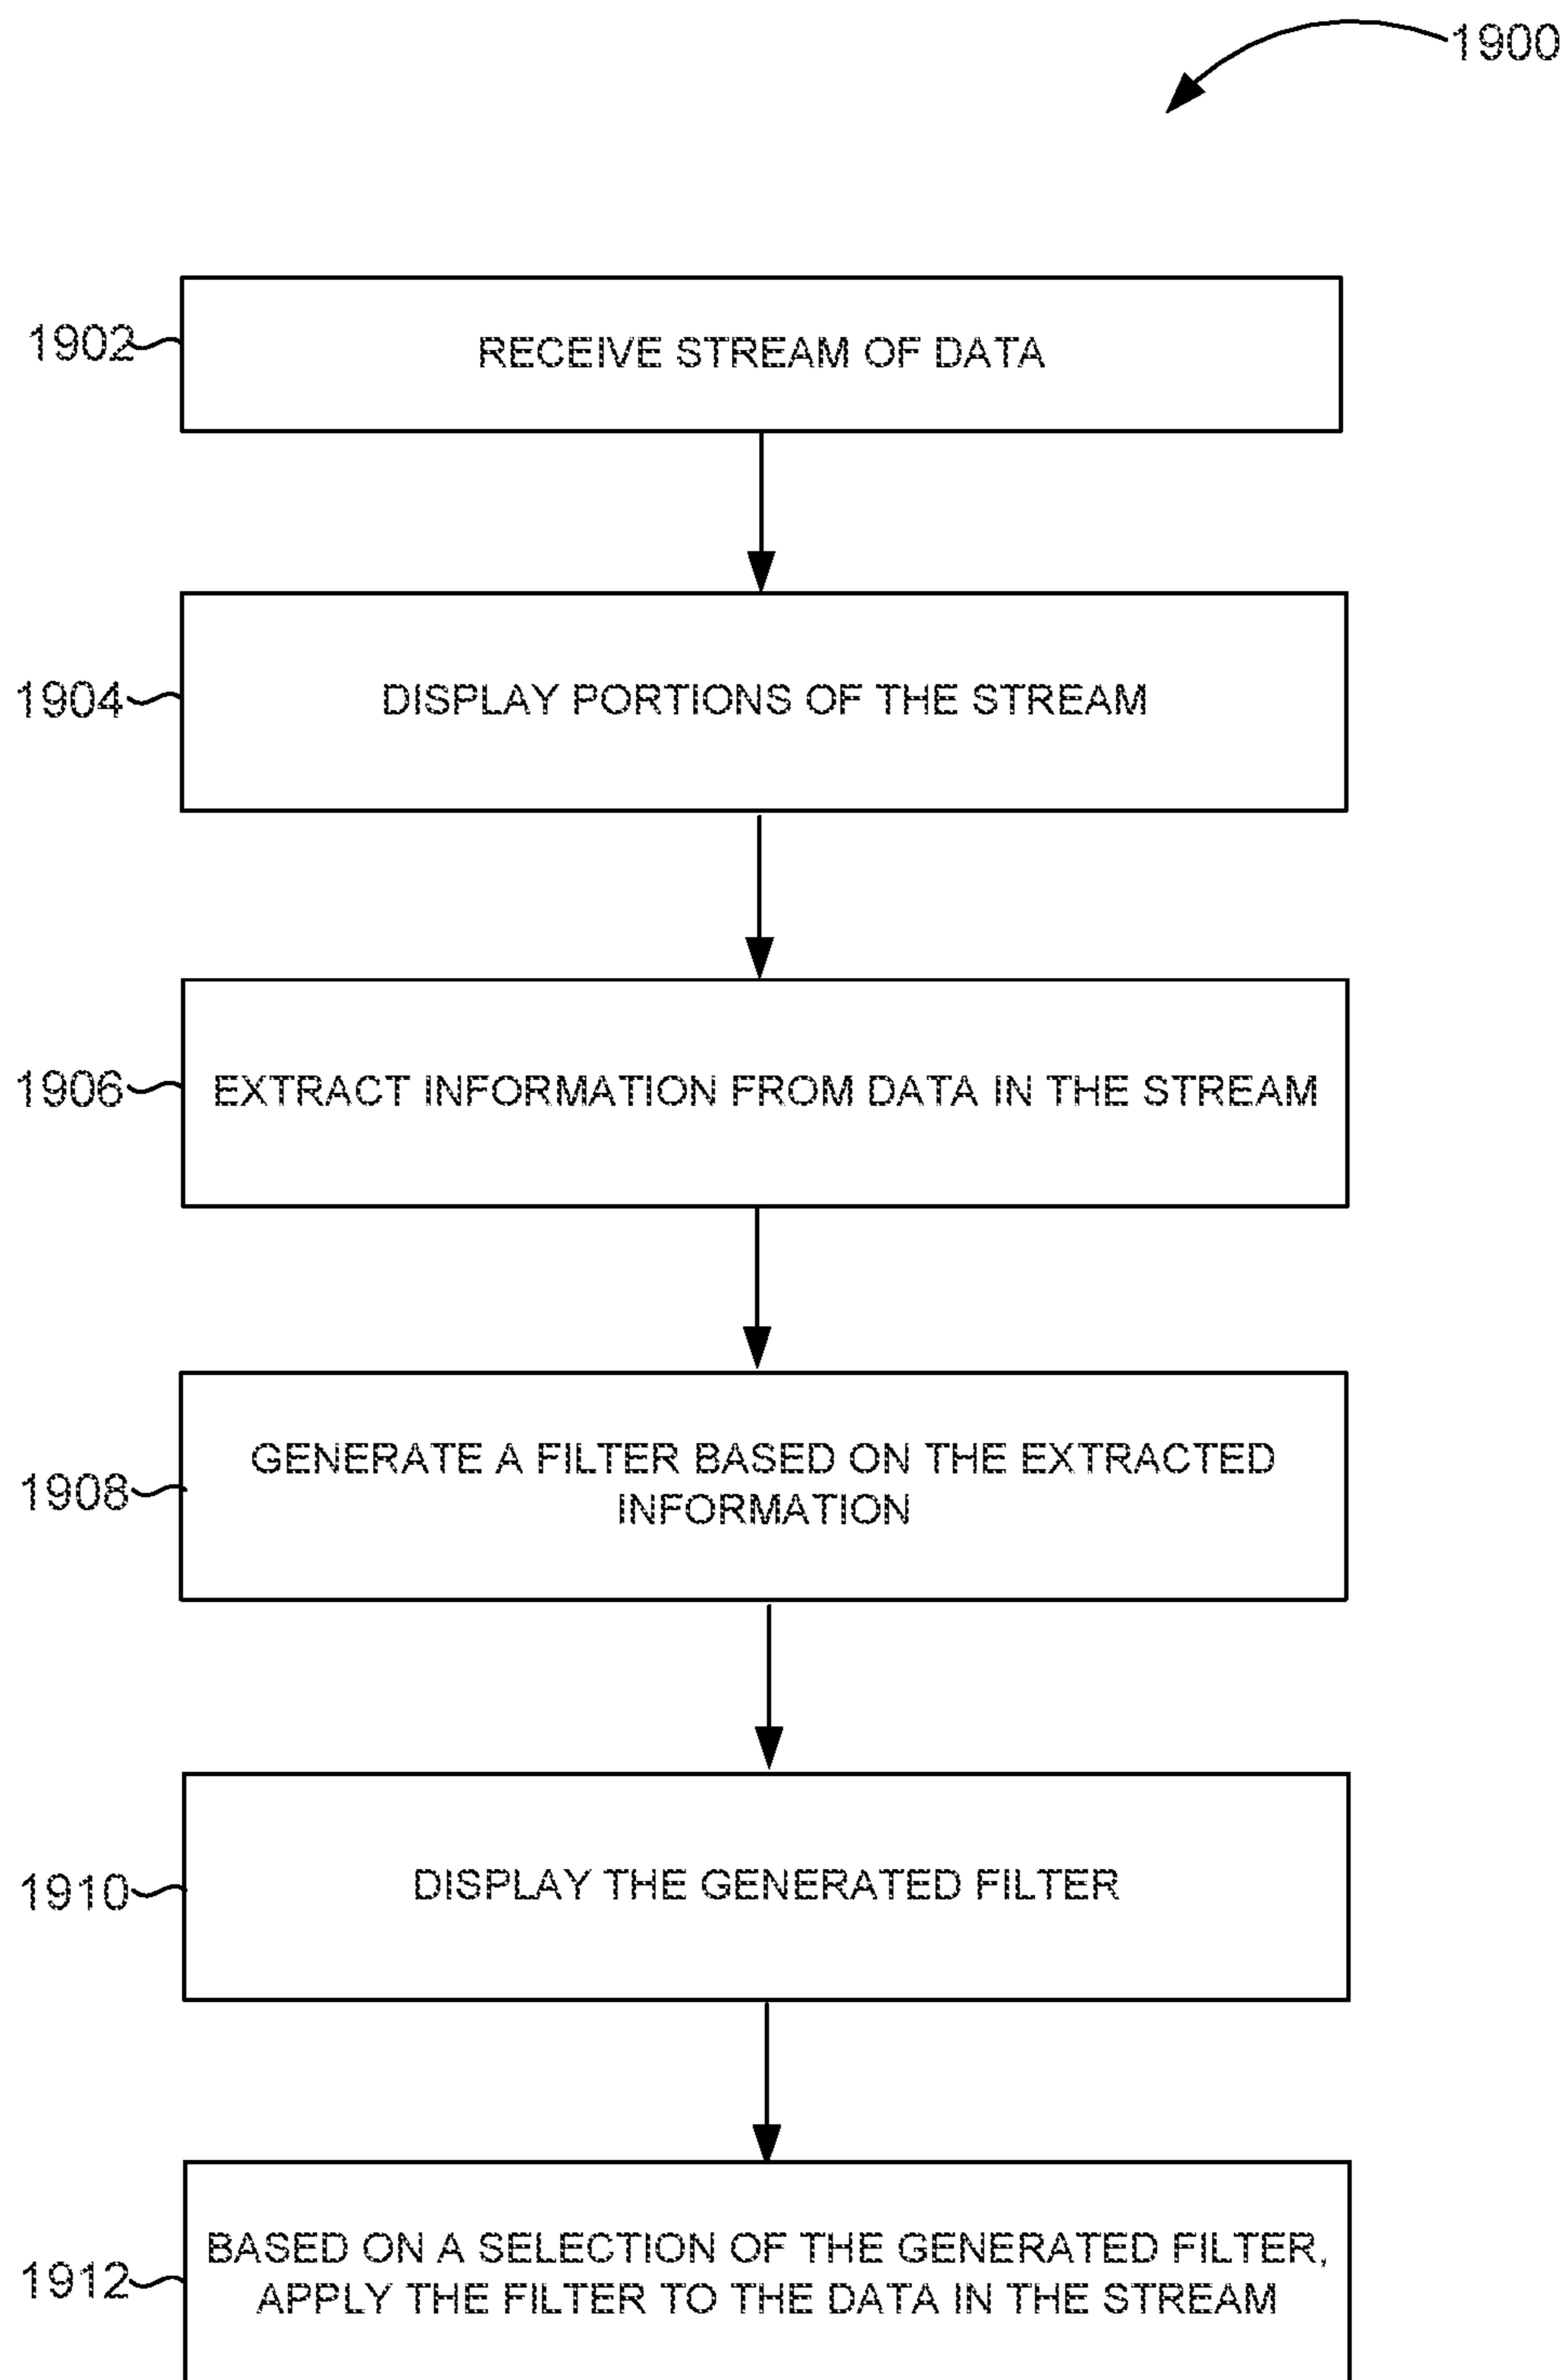 1900
1902
RECEIVE STREAM OF DATA
1904
DISPLAY PORTIONS OF THE STREAM
1906
EXTRACT INFORMATION FROM DATA IN THE STREAM
1908
GENERATE A FILTER BASED ON THE EXTRACTED
INFORMATION
1910
DISPLAY THE GENERATED FILTER
1912
BASED ON A SELECTION OF THE GENERATED FILTER,
APPLY THE FILTER TO THE DATA IN THE STREAM